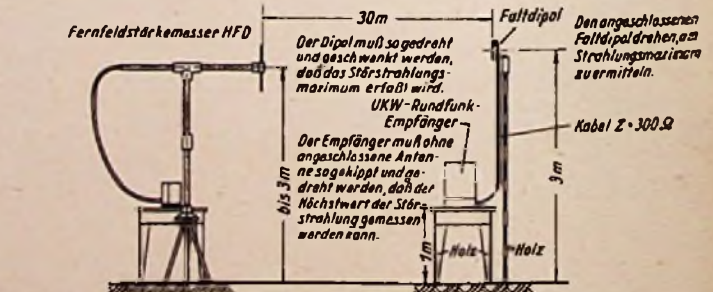 Fernfeldstärkemesser HFD
30m
Faltdipol
Der Dipol muß so gedreht
und geschwenkt werden,
daß das Störstrahlungs-
maximum erfaßt wird.
Den angeschlossenen
Faltdipol drehen, um
Strahlungsmaximum
zu ermitteln.
UKW-Rundfunk-
Empfänger
Kabel Z=300Ω
Der Empfänger muß ohne
angeschlossene Anten-
ne so gekippt und ge-
dreht werden, daß der
Höchstwert der Stör-
strahlung gemessen
werden kann.
bis 3m
3m
1m
Holz
Holz